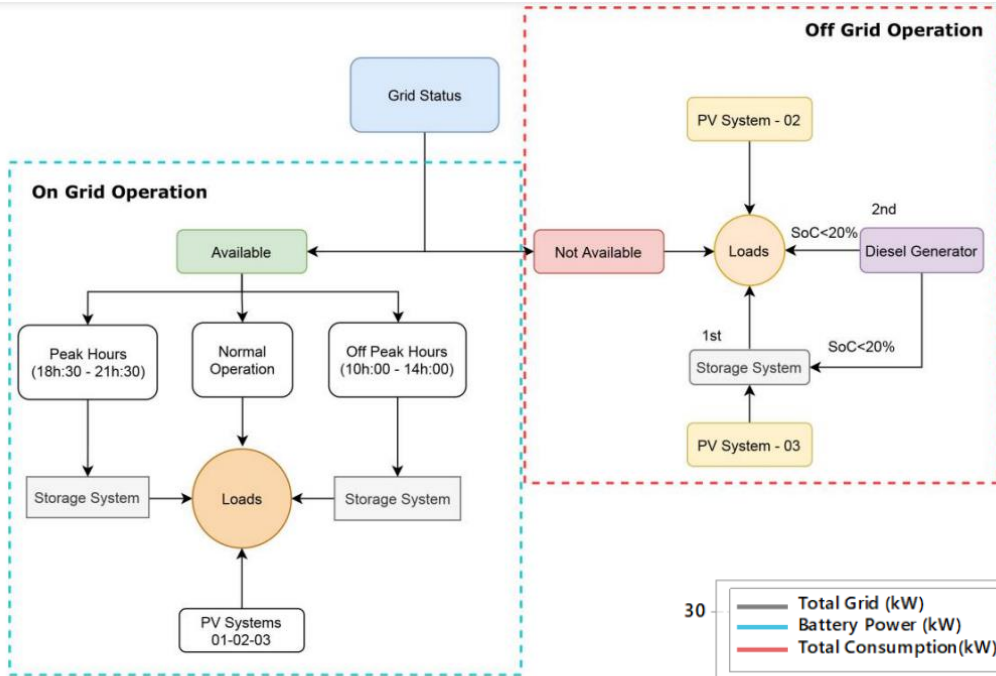 Off Grid Operation
Grid Status
PV System - 02
On Grid Operation
2nd
SoC<20%
Available
Not Available
Loads
Diesel Generator
Peak Hours
(18h:30 - 21h:30)
Normal
Operation
Off Peak Hours
(10h:00 - 14h:00)
1st
SoC<20%
Storage System
PV System - 03
Storage System
Loads
Storage System
PV Systems
01-02-03
30
Total Grid (kW)
Battery Power (kW)
Total Consumption(kW)